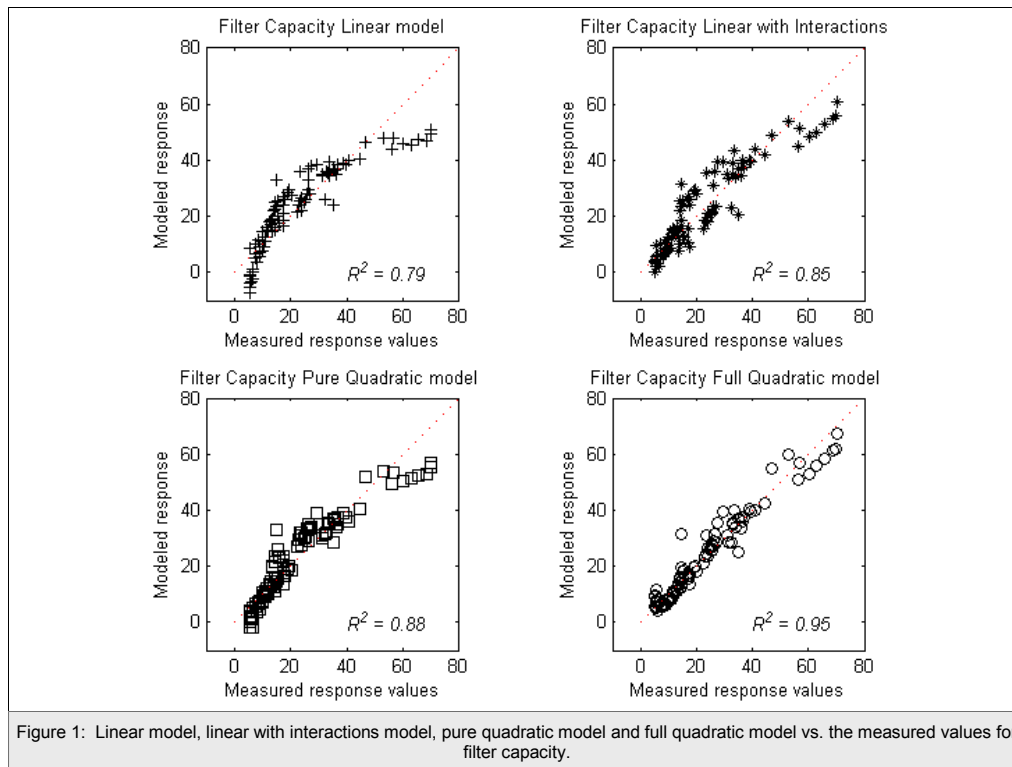 Filter Capacity Linear model
80
60
40
20
0
Modeled response
R² = 0.79
0 20 40 60 80
Measured response values
Filter Capacity Linear with Interactions
80
60
40
20
0
Modeled response
R² = 0.85
0 20 40 60 80
Measured response values
Filter Capacity Pure Quadratic model
80
60
40
20
0
Modeled response
R² = 0.88
0 20 40 60 80
Measured response values
Filter Capacity Full Quadratic model
80
60
40
20
0
Modeled response
R² = 0.95
0 20 40 60 80
Measured response values
Figure 1: Linear model, linear with interactions model, pure quadratic model and full quadratic model vs. the measured values fo
filter capacity.